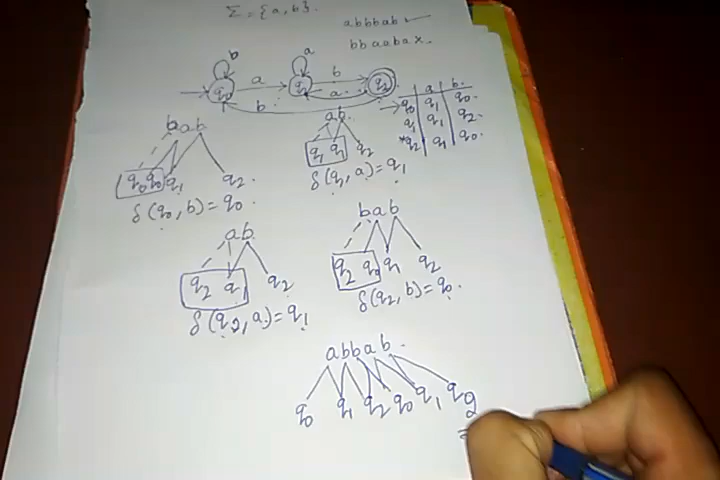 Σ = {a, b}.
abbbab ✓
bbaabax.
b a
q0 a q1 b q2
a
b
a b
q0 q1 q0
q1 q1 q2
*q2 q1 q0
bab
q0 q0 q1 q2
δ(q0, b) = q0
ab
q1 q1 q2
δ(q1, a) = q1
ab
q2 q1 q2
δ(q2, a) = q1
bab
q2 q0 q1 q2
δ(q2, b) = q0
abbab
q0 q1 q2 q0 q1 q2